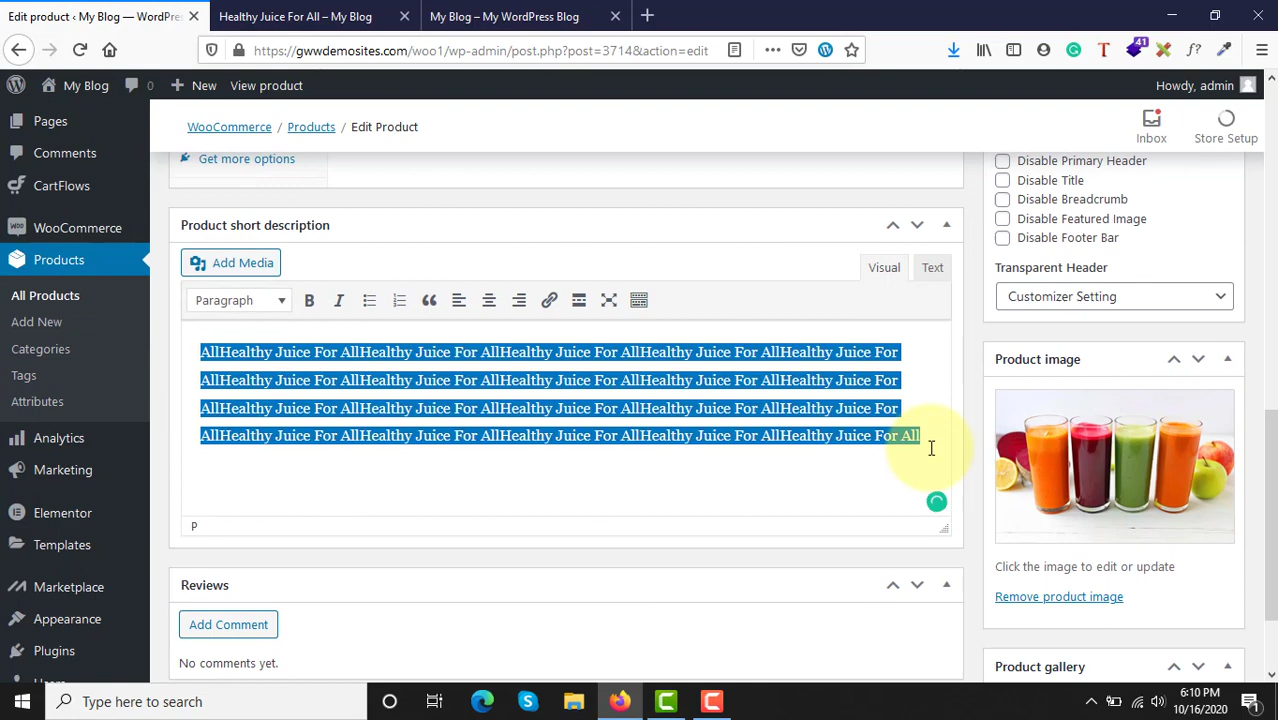 Edit product ‹ My Blog — WordPres
Healthy Juice For All – My Blog
My Blog – My WordPress Blog
https://gwwdemosites.com/woo1/wp-admin/post.php?post=3714&action=edit
41
T
f?
My Blog
0
New
View product
Howdy, admin
Pages
Comments
CartFlows
WooCommerce
Products
All Products
Add New
Categories
Tags
Attributes
Analytics
Marketing
Elementor
Templates
Marketplace
Appearance
Plugins
WooCommerce / Products / Edit Product
Inbox
Store Setup
Get more options
Product short description
Add Media
Visual
Text
Paragraph
B
I
AllHealthy Juice For AllHealthy Juice For AllHealthy Juice For AllHealthy Juice For AllHealthy Juice For
AllHealthy Juice For AllHealthy Juice For AllHealthy Juice For AllHealthy Juice For AllHealthy Juice For
AllHealthy Juice For AllHealthy Juice For AllHealthy Juice For AllHealthy Juice For AllHealthy Juice For
AllHealthy Juice For AllHealthy Juice For AllHealthy Juice For AllHealthy Juice For AllHealthy Juice For All
P
Reviews
Add Comment
No comments yet.
Disable Primary Header
Disable Title
Disable Breadcrumb
Disable Featured Image
Disable Footer Bar
Transparent Header
Customizer Setting
Product image
Click the image to edit or update
Remove product image
Product gallery
Type here to search
6:10 PM
10/16/2020